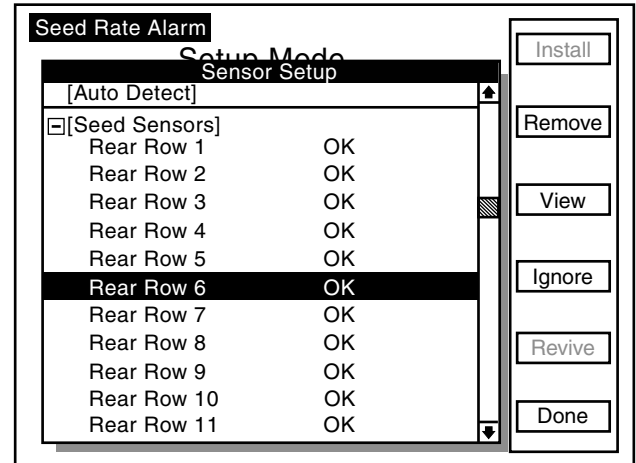 Seed Rate Alarm
Setup Mode
Sensor Setup
[Auto Detect]
[Seed Sensors]
Rear Row 1 OK
Rear Row 2 OK
Rear Row 3 OK
Rear Row 4 OK
Rear Row 5 OK
Rear Row 6 OK
Rear Row 7 OK
Rear Row 8 OK
Rear Row 9 OK
Rear Row 10 OK
Rear Row 11 OK
Install
Remove
View
Ignore
Revive
Done